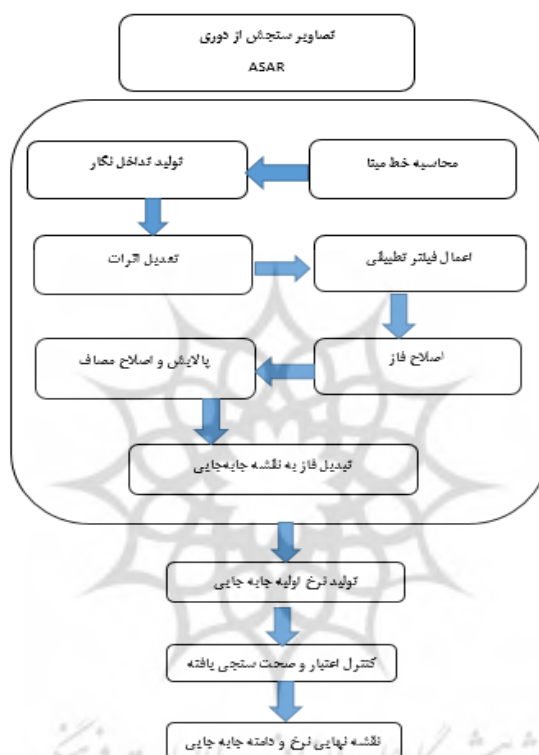 تصاویر سنجش از دوری
ASAR
محاسبه خط مبنا
تولید تداخل نگار
تعدیل اثرات
اعمال فیلتر تطبیقی
اصلاح فاز
پالایش و اصلاح مصاف
تبدیل فاز به نقشه جابه‌جایی
تولید نرخ اولیه جابه جایی
کنترل اعتبار و صحت سنجی یافته
نقشه نهایی نرخ و دامنه جابه جایی